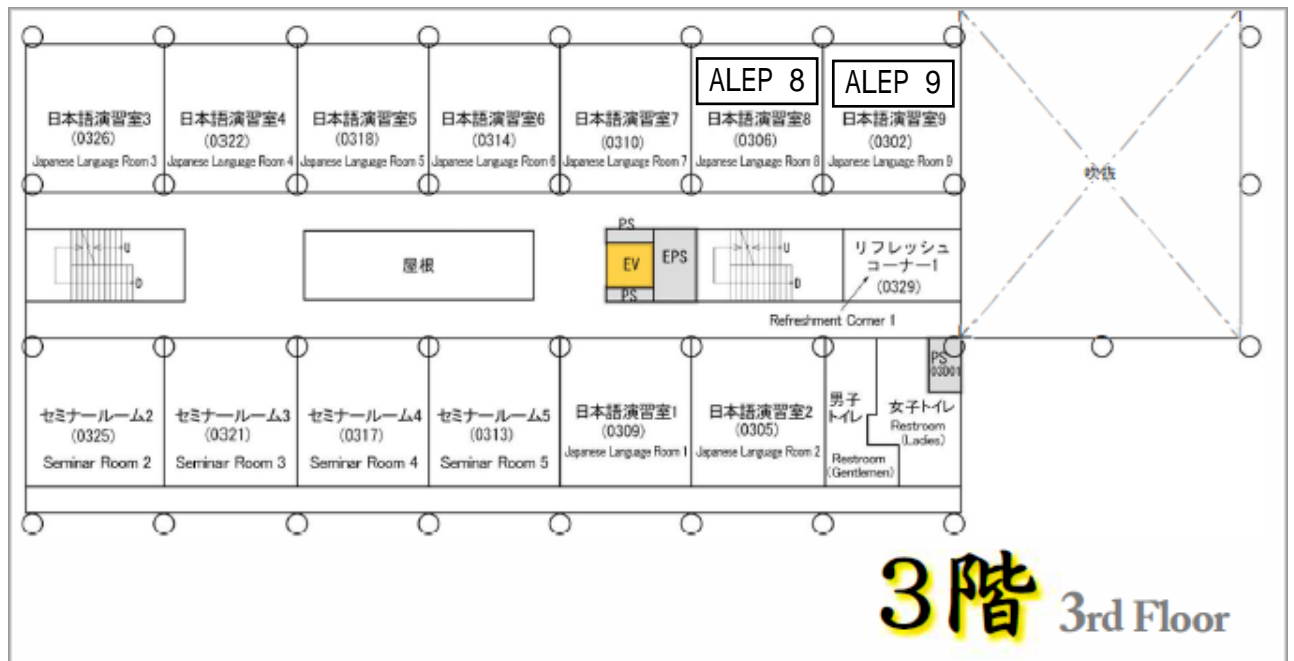 ALEP 8
ALEP 9
日本語演習室3
(0326)
Japanese Language Room 3
日本語演習室4
(0322)
Japanese Language Room 4
日本語演習室5
(0318)
Japanese Language Room 5
日本語演習室6
(0314)
Japanese Language Room 6
日本語演習室7
(0310)
Japanese Language Room 7
日本語演習室8
(0306)
Japanese Language Room 8
日本語演習室9
(0302)
Japanese Language Room 9
吹抜
U
D
屋根
PS
EV
EPS
PS
U
D
リフレッシュ
コーナー1
(0329)
Refreshment Corner 1
セミナールーム2
(0325)
Seminar Room 2
セミナールーム3
(0321)
Seminar Room 3
セミナールーム4
(0317)
Seminar Room 4
セミナールーム5
(0313)
Seminar Room 5
日本語演習室1
(0309)
Japanese Language Room 1
日本語演習室2
(0305)
Japanese Language Room 2
男子
トイレ
Restroom
(Gentlemen)
女子トイレ
Restroom
(Ladies)
PS
03D01
3階 3rd Floor